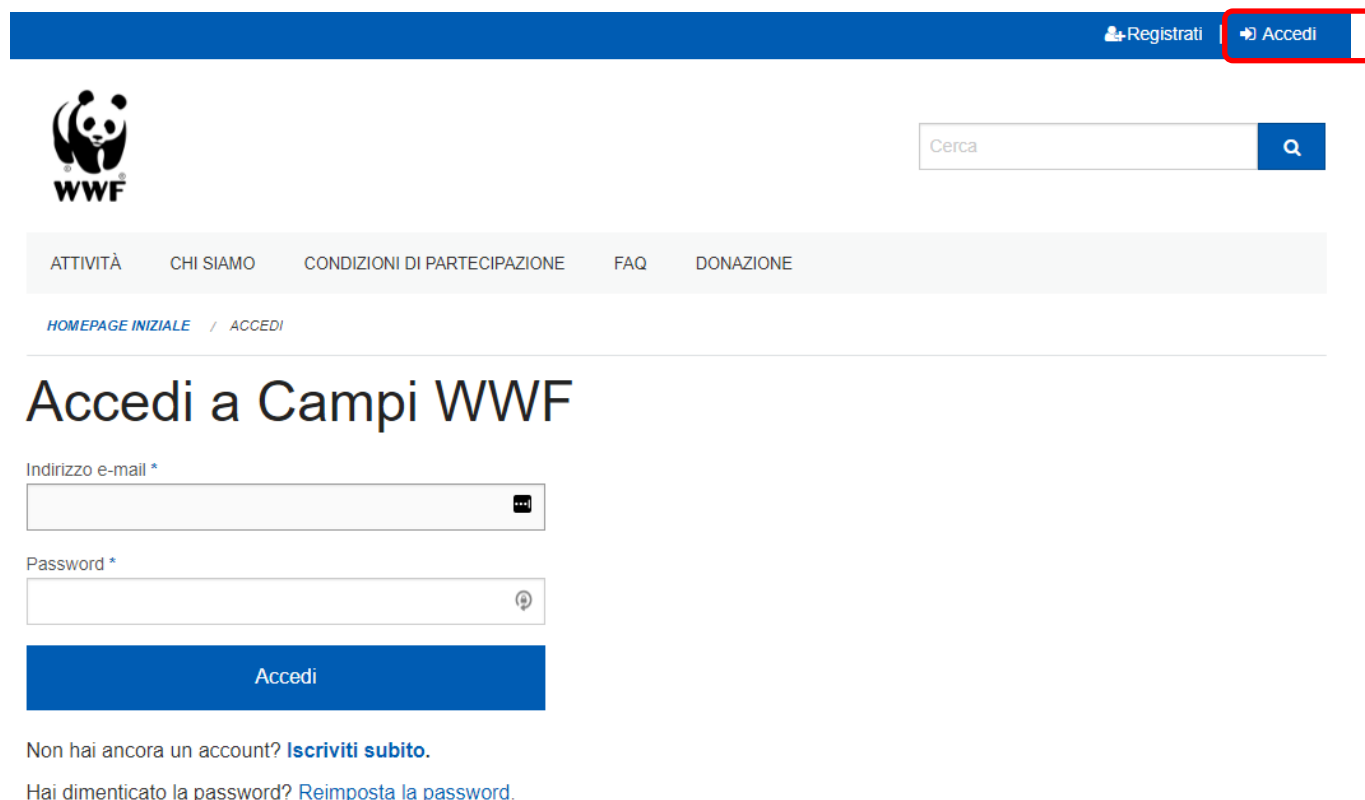 Registrati | Accedi
WWF
Cerca
ATTIVITÀ CHI SIAMO CONDIZIONI DI PARTECIPAZIONE FAQ DONAZIONE
HOMEPAGE INIZIALE / ACCEDI
Accedi a Campi WWF
Indirizzo e-mail *
Password *
Accedi
Non hai ancora un account? Iscriviti subito.
Hai dimenticato la password? Reimposta la password.